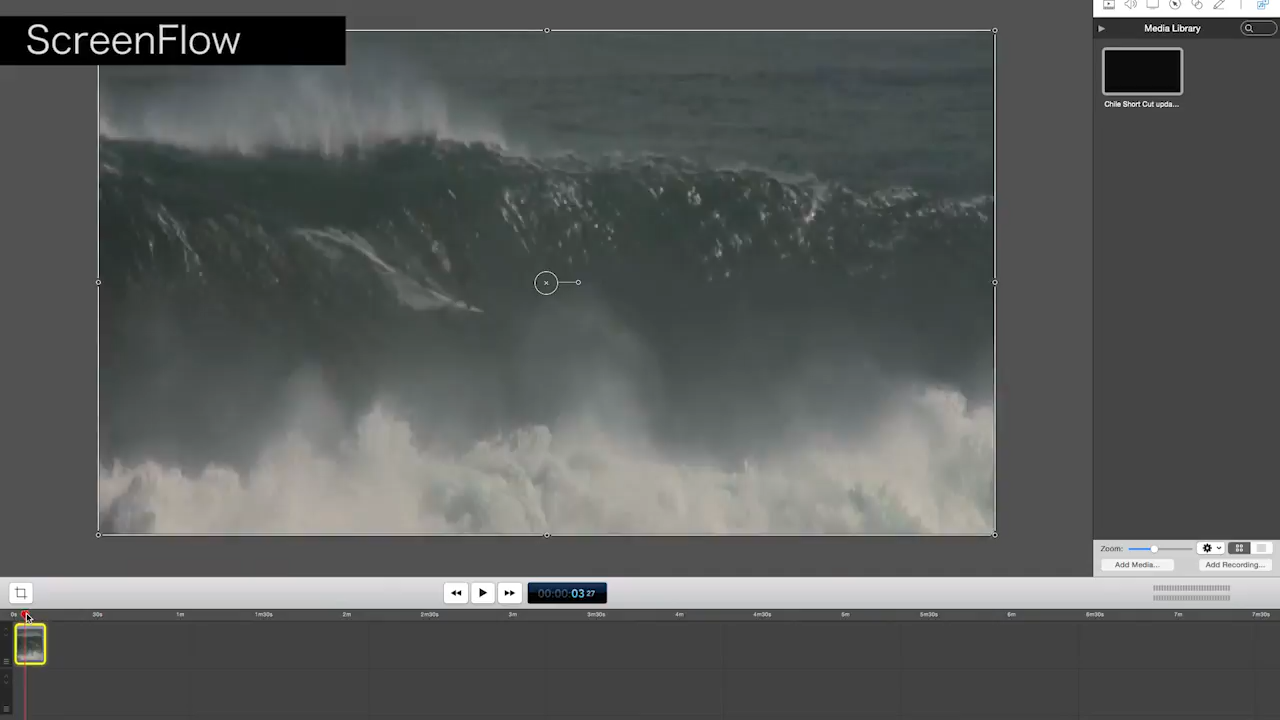 ScreenFlow
Media Library
Chile Short Cut upda...
Zoom:
Add Media...
Add Recording...
00:00:03 27
0s 30s 1m 1m30s 2m 2m30s 3m 3m30s 4m 4m30s 5m 5m30s 6m 6m30s 7m 7m30s